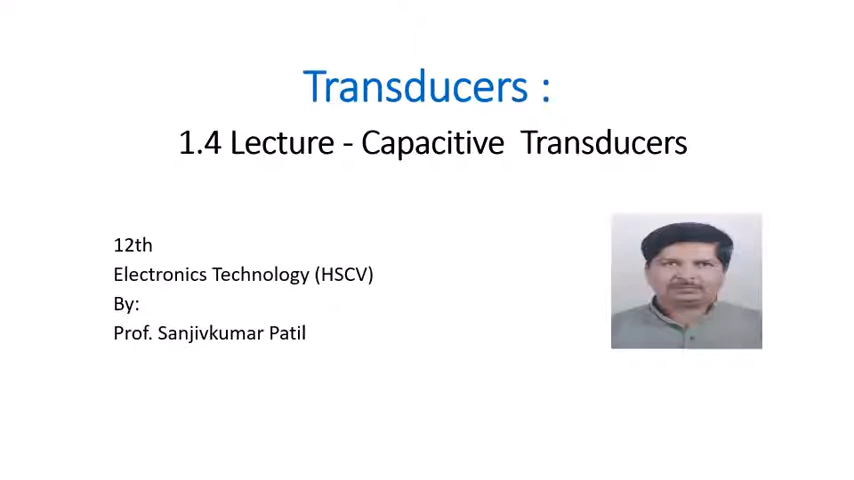 Transducers :
1.4 Lecture - Capacitive Transducers
12th
Electronics Technology (HSCV)
By:
Prof. Sanjivkumar Patil